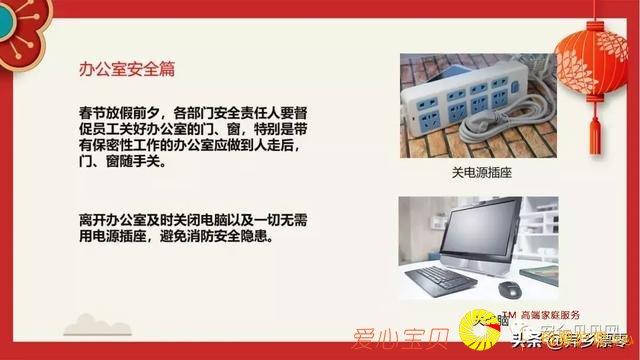 办公室安全篇
春节放假前夕，各部门安全责任人要督
促员工关好办公室的门、窗，特别是带
有保密性工作的办公室应做到人走后，
门、窗随手关。
离开办公室及时关闭电脑以及一切无需
用电源插座，避免消防安全隐患。
关电源插座
TM 高端家庭服务
爱心宝贝
头条@异乡漂零